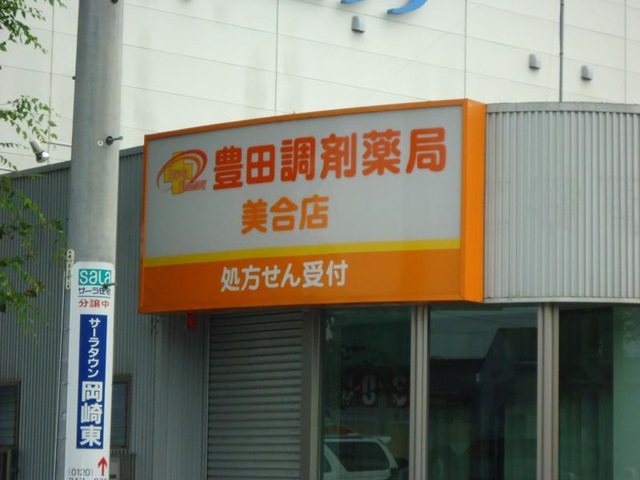 豊田調剤薬局
美合店
処方せん受付
sala
サーラ住宅
分譲中
サーラタウン
岡崎東
(0120)